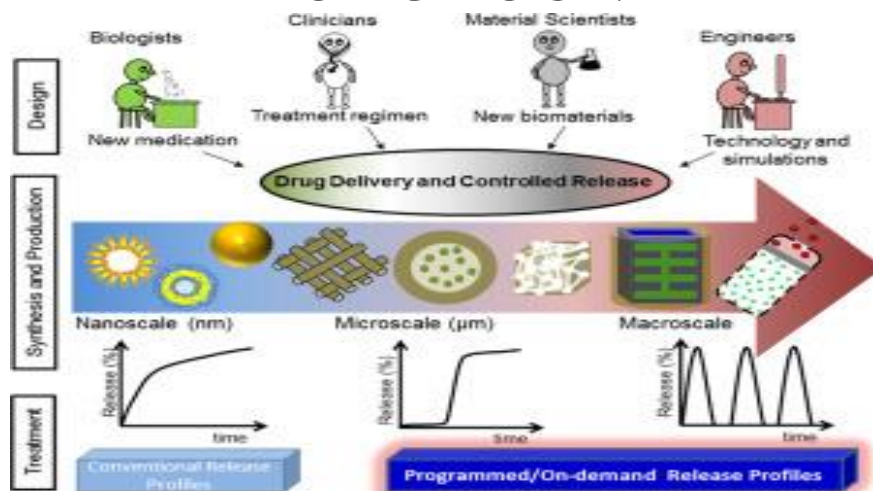 Clinicians
Material Scientists
Biologists
Engineers
Design
Treatment regimen
New biomaterials
New medication
Technology and
simulations
Drug Delivery and Controlled Release
Synthesis and Production
Nanoscale (nm)
Microscale (μm)
Macroscale
Release (%)
time
Release (%)
time
Release (%)
time
Treatment
Conventional Release
Profiles
Programmed/On-demand Release Profiles